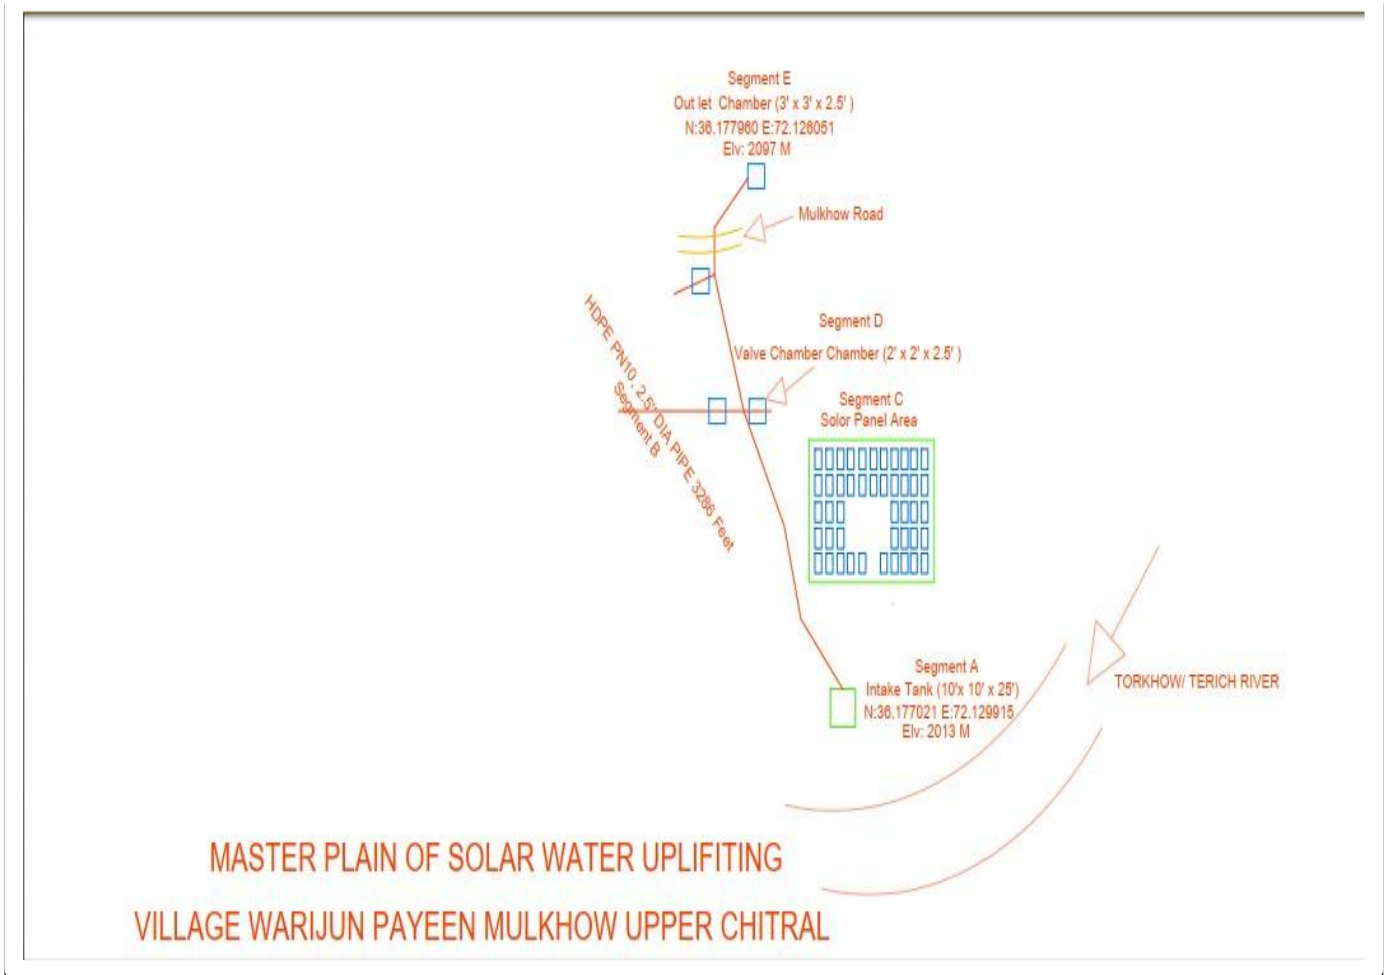 Segment E
Out let Chamber (3' x 3' x 2.5' )
N:36.177960 E:72.126051
Elv: 2097 M
Mulkhow Road
Segment D
Valve Chamber Chamber (2' x 2' x 2.5' )
HDPE PN10, 2.5" DIA PIPE 3286 Feet
Segment B
Segment C
Solor Panel Area
Segment A
Intake Tank (10'x 10' x 25')
N:36.177021 E:72.129915
Elv: 2013 M
TORKHOW/ TERICH RIVER
MASTER PLAIN OF SOLAR WATER UPLIFITING
VILLAGE WARIJUN PAYEEN MULKHOW UPPER CHITRAL